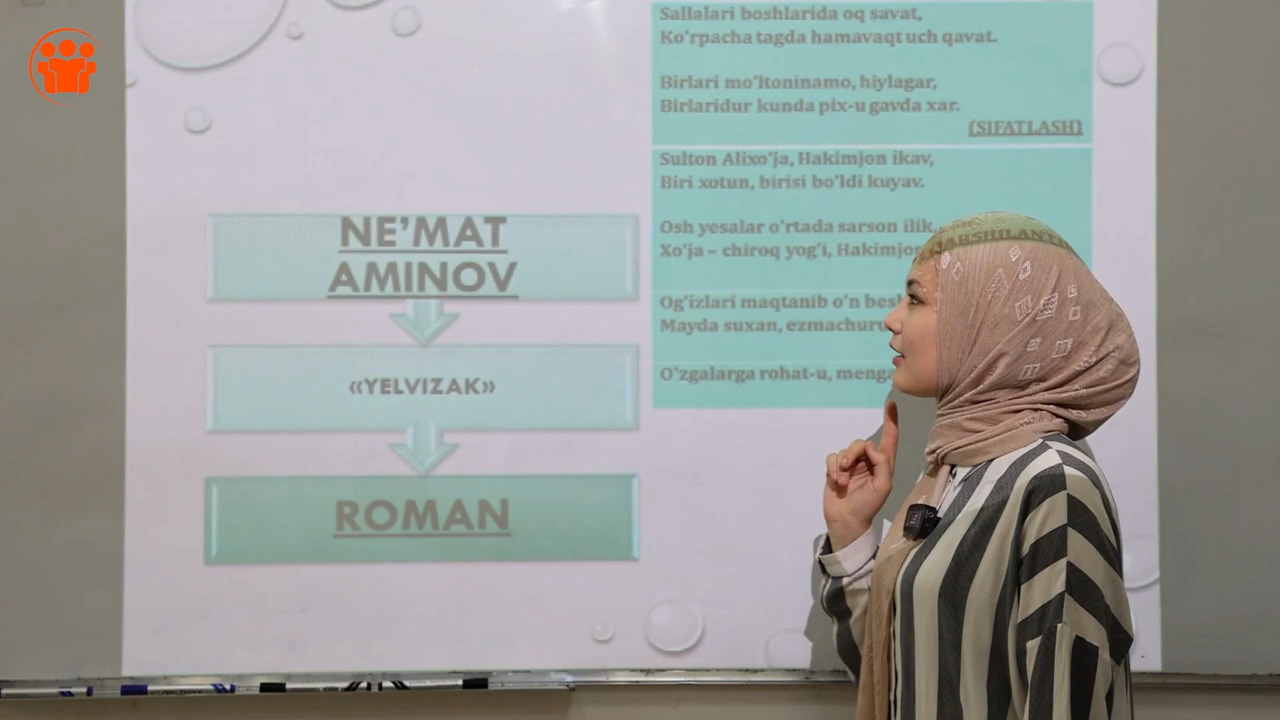 NE’MAT
AMINOV
«YELVIZAK»
ROMAN
Sallalari boshlarida oq savat,
Ko‘rpacha tagda hamavaqt uch qavat.
Birlari mo‘ltoninamo, hiylagar,
Birlaridur kunda pix-u gavda xar.
(SIFATLASH)
Sulton Alixo‘ja, Hakimjon ikav,
Biri xotun, birisi bo‘ldi kuyav.
Osh yesalar o‘rtada sarson ilik,
Xo‘ja – chiroq yog‘i, Hakimjon
Og‘izlari maqtanib o‘n besh
Mayda suxan,
O‘zgalarga rohat-u, menga